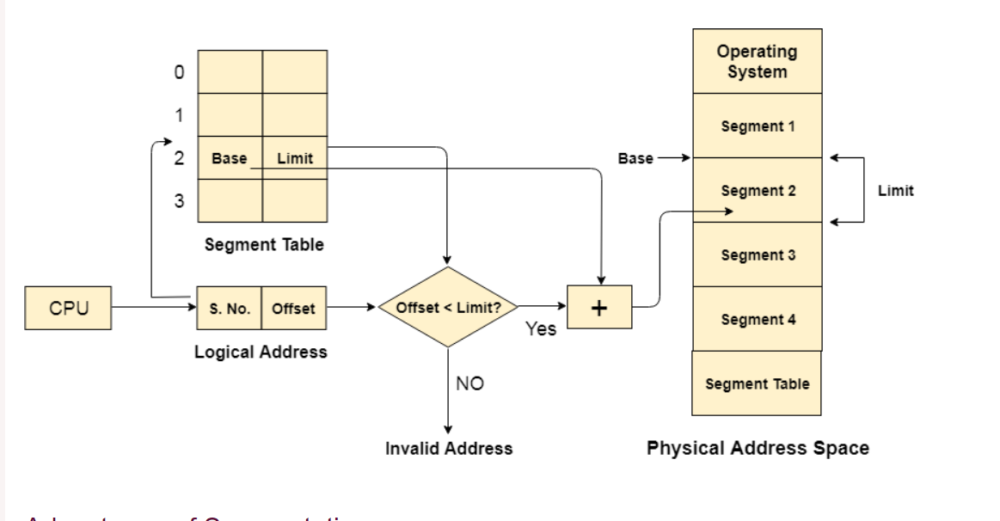 Operating
System
0
1
Segment 1
2
Base
Limit
Base
Segment 2
Limit
3
Segment Table
Segment 3
CPU
S. No.
Offset
Offset < Limit?
+
Yes
Segment 4
Logical Address
NO
Segment Table
Invalid Address
Physical Address Space